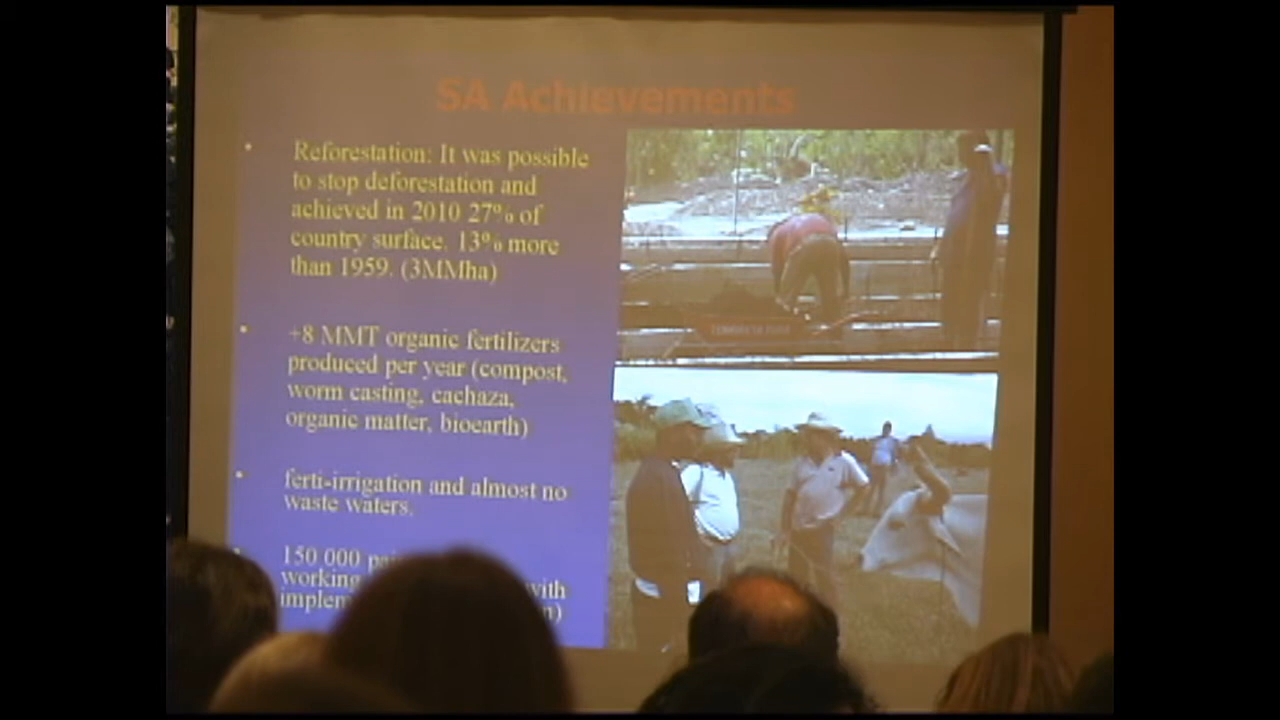 SA Achievements
• Reforestation: It was possible
to stop deforestation and
achieved in 2010 27% of
country surface. 13% more
than 1959. (3MMha)
• +8 MMT organic fertilizers
produced per year (compost,
worm casting, cachaza,
organic matter, bioearth)
• ferti-irrigation and almost no
waste waters.
• 150 000
working with